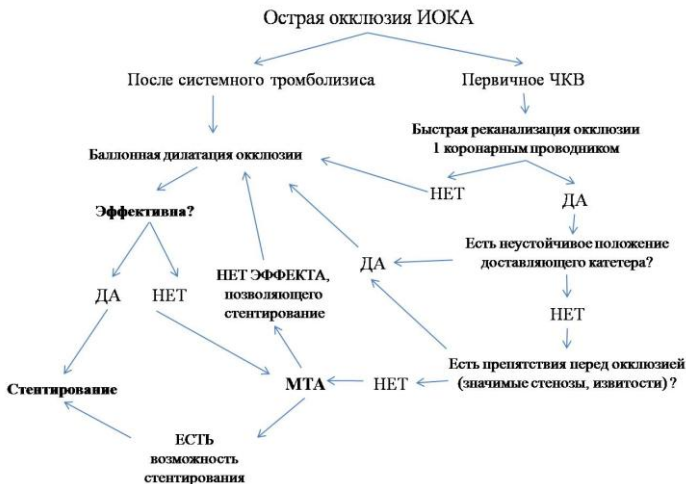 Острая окклюзия ИОКА
После системного тромболизиса
Первичное ЧКВ
Быстрая реканализация окклюзии
1 коронарным проводником
Баллонная дилатация окклюзии
НЕТ
ДА
Эффективна?
Есть неустойчивое положение
доставляющего катетера?
ДА
НЕТ ЭФФЕКТА,
позволяющего
стентирование
ДА
НЕТ
НЕТ
Есть препятствия перед окклюзией
(значимые стенозы, извитости) ?
Стентирование
МТА
НЕТ
ЕСТЬ
возможность
стентирования